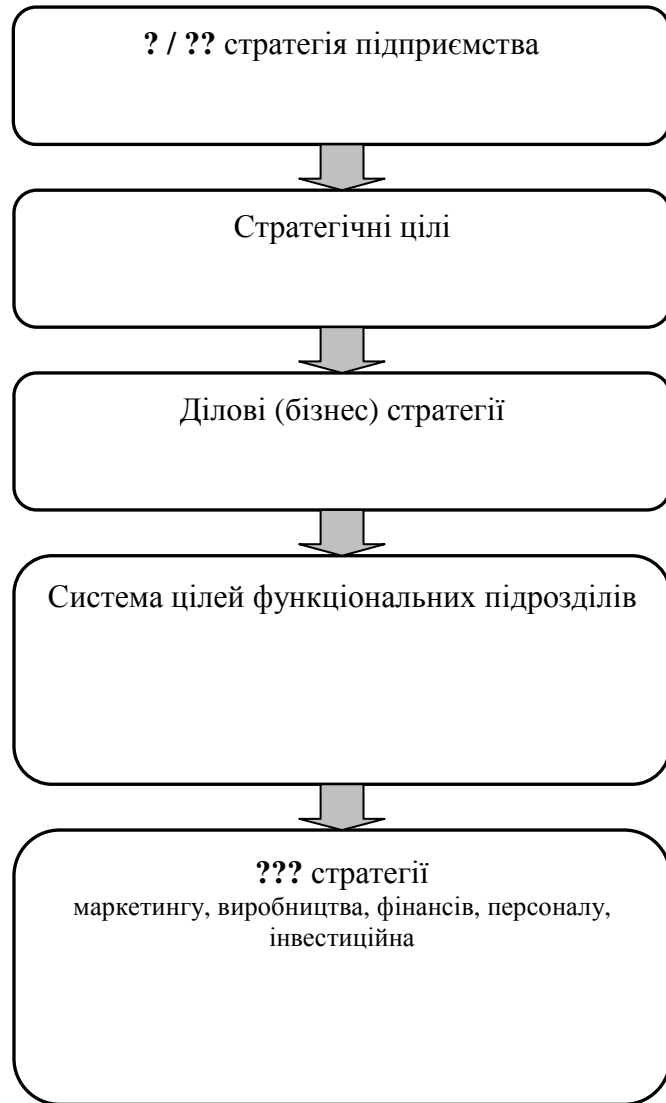 ? / ?? стратегія підприємства
Стратегічні цілі
Ділові (бізнес) стратегії
Система цілей функціональних підрозділів
??? стратегії
маркетингу, виробництва, фінансів, персоналу,
інвестиційна